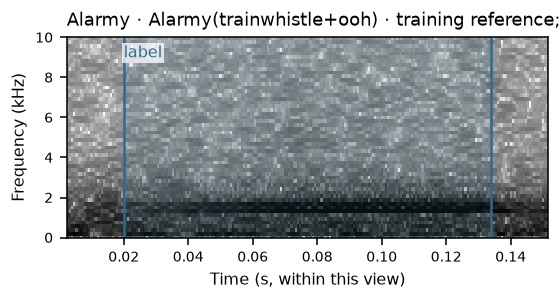 Alarmy · Alarmy(trainwhistle+ooh) · training reference;
label
Frequency (kHz)
10
8
6
4
2
0
0.02 0.04 0.06 0.08 0.10 0.12 0.14
Time (s, within this view)